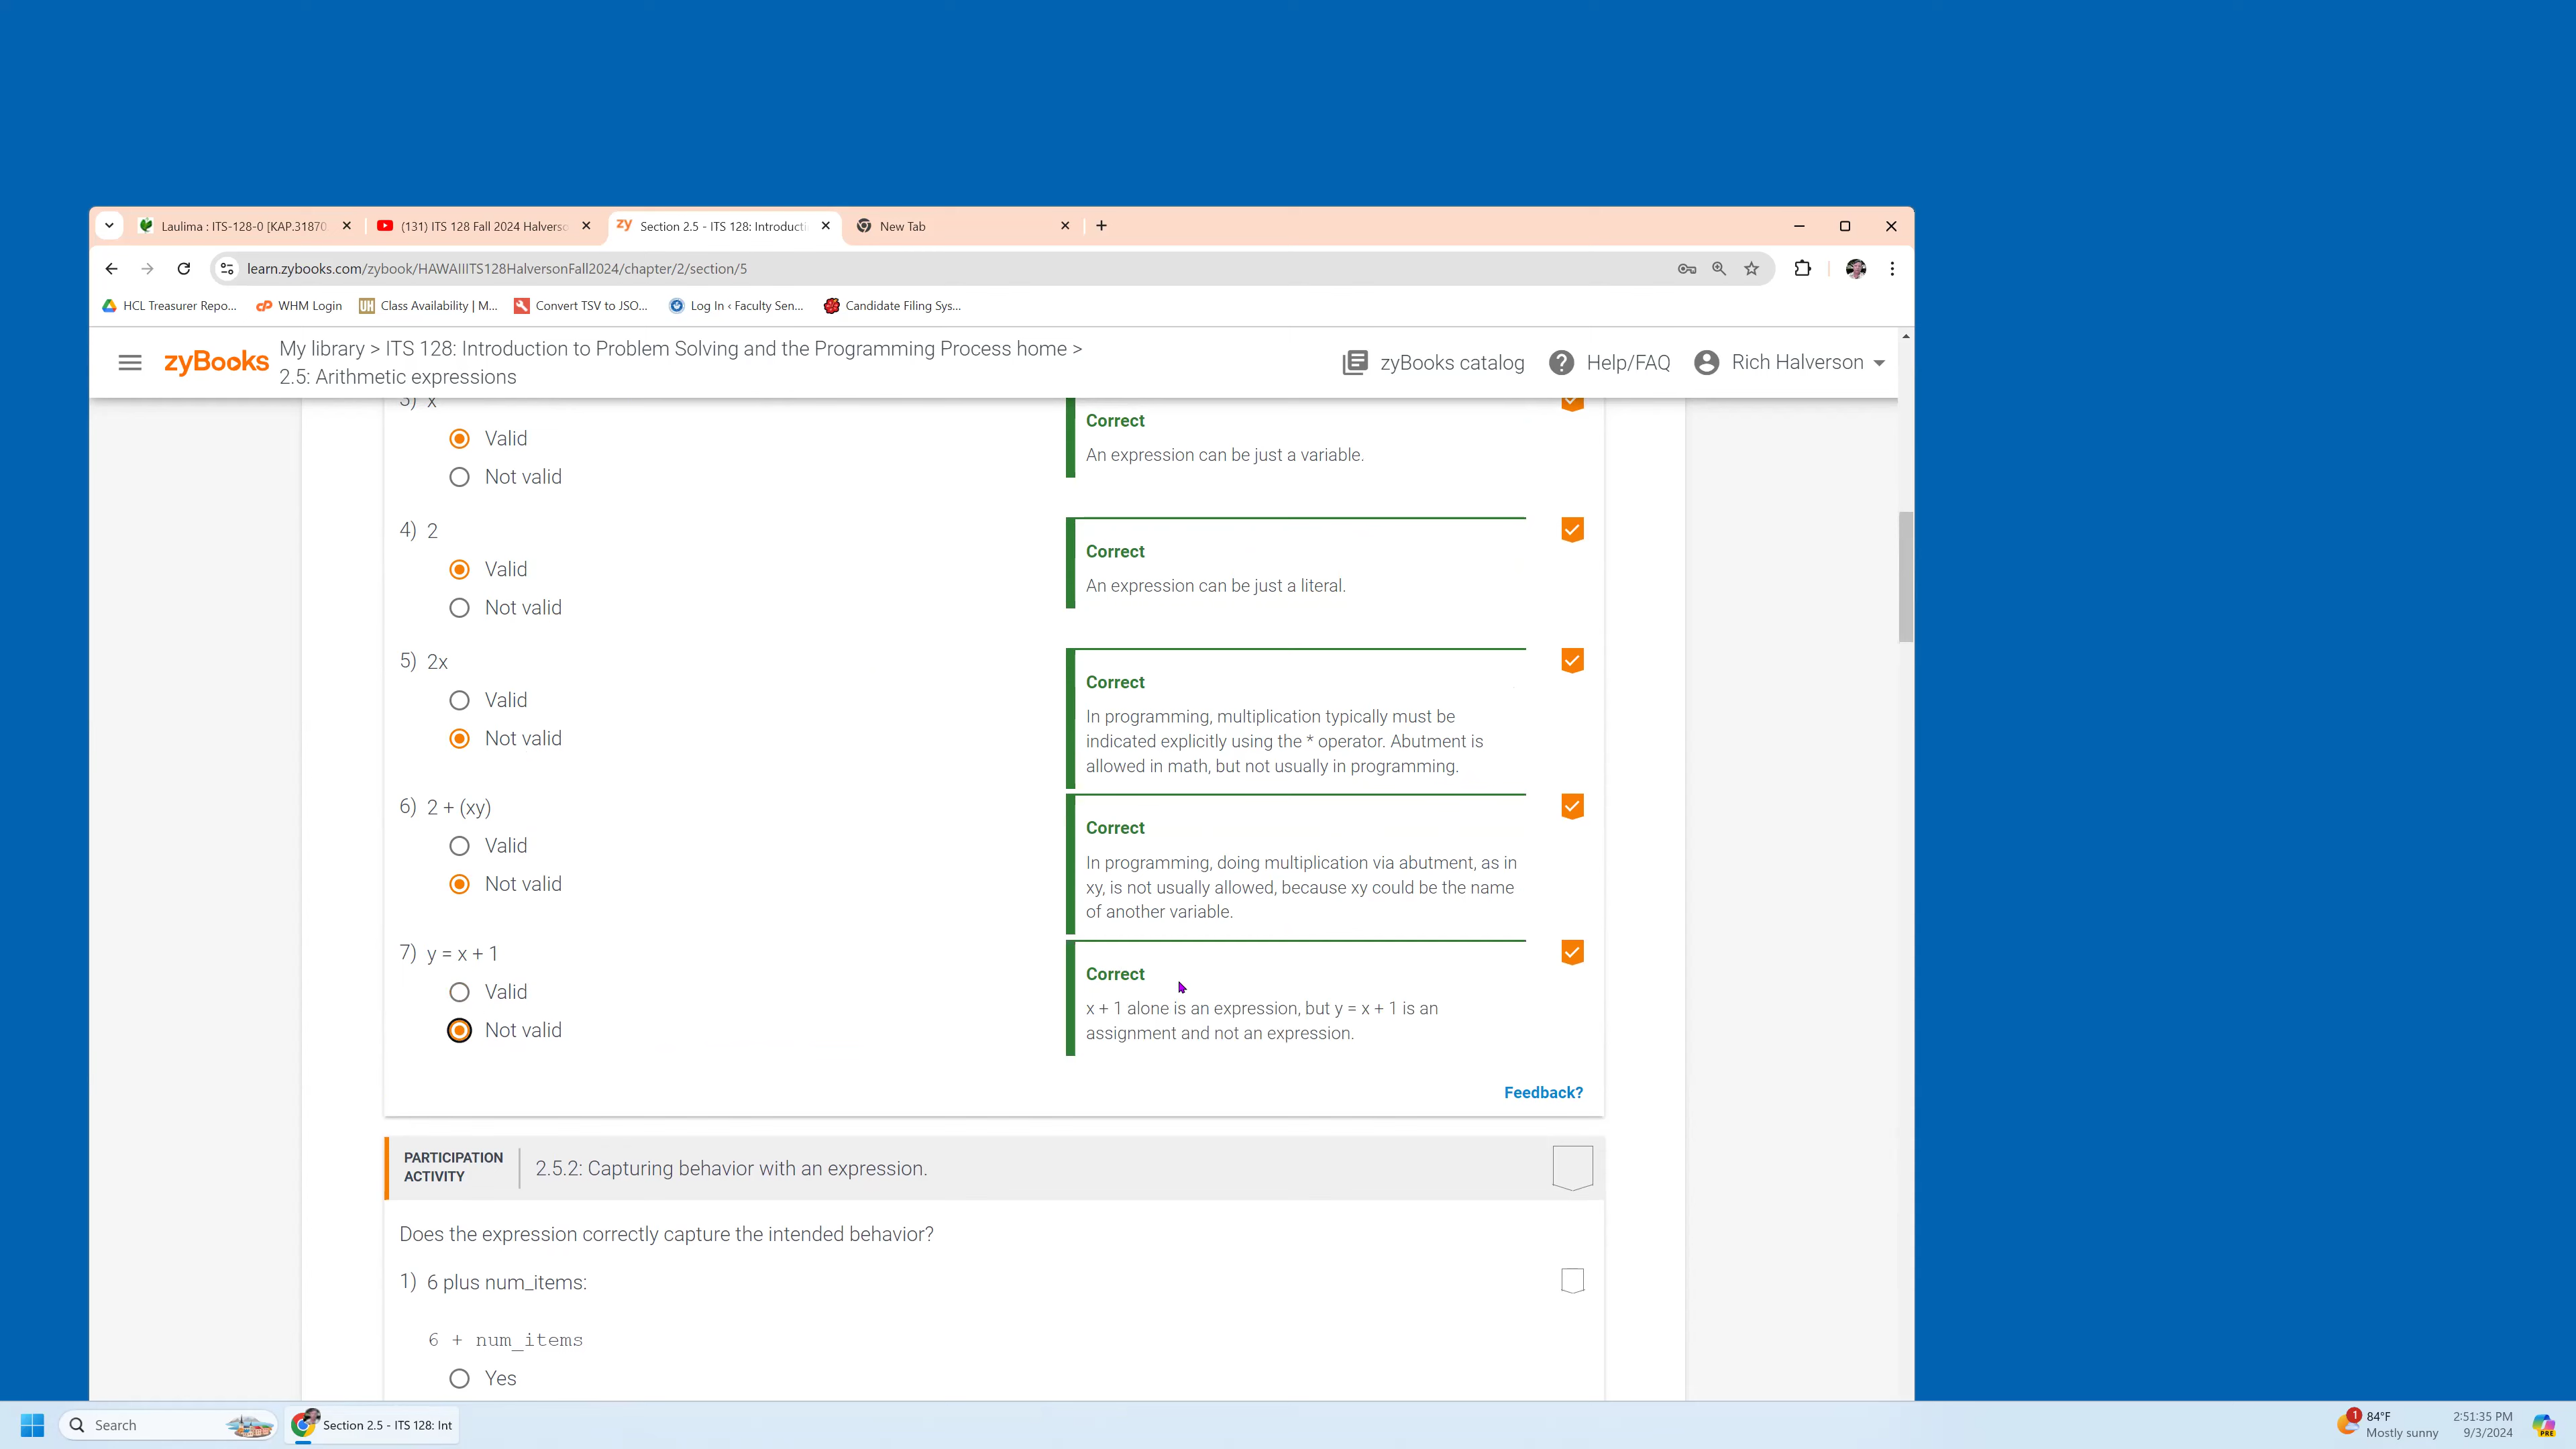 Laulima : ITS-128-0 [KAP.31870
(131) ITS 128 Fall 2024 Halverso
zy Section 2.5 - ITS 128: Introducti
New Tab
learn.zybooks.com/zybook/HAWAIIITS128HalversonFall2024/chapter/2/section/5
HCL Treasurer Repo...
cP WHM Login
UH Class Availability | M...
Convert TSV to JSO...
Log In ‹ Faculty Sen...
Candidate Filing Sys...
zyBooks
My library > ITS 128: Introduction to Problem Solving and the Programming Process home >
2.5: Arithmetic expressions
zyBooks catalog
Help/FAQ
Rich Halverson
3) x
Valid
Not valid
Correct
An expression can be just a variable.
4) 2
Valid
Not valid
Correct
An expression can be just a literal.
5) 2x
Valid
Not valid
Correct
In programming, multiplication typically must be
indicated explicitly using the * operator. Abutment is
allowed in math, but not usually in programming.
6) 2 + (xy)
Valid
Not valid
Correct
In programming, doing multiplication via abutment, as in
xy, is not usually allowed, because xy could be the name
of another variable.
7) y = x + 1
Valid
Not valid
Correct
x + 1 alone is an expression, but y = x + 1 is an
assignment and not an expression.
Feedback?
PARTICIPATION
ACTIVITY
2.5.2: Capturing behavior with an expression.
Does the expression correctly capture the intended behavior?
1) 6 plus num_items:
6 + num_items
Yes
Search
Section 2.5 - ITS 128: Int
1
84°F
Mostly sunny
2:51:35 PM
9/3/2024
PRE